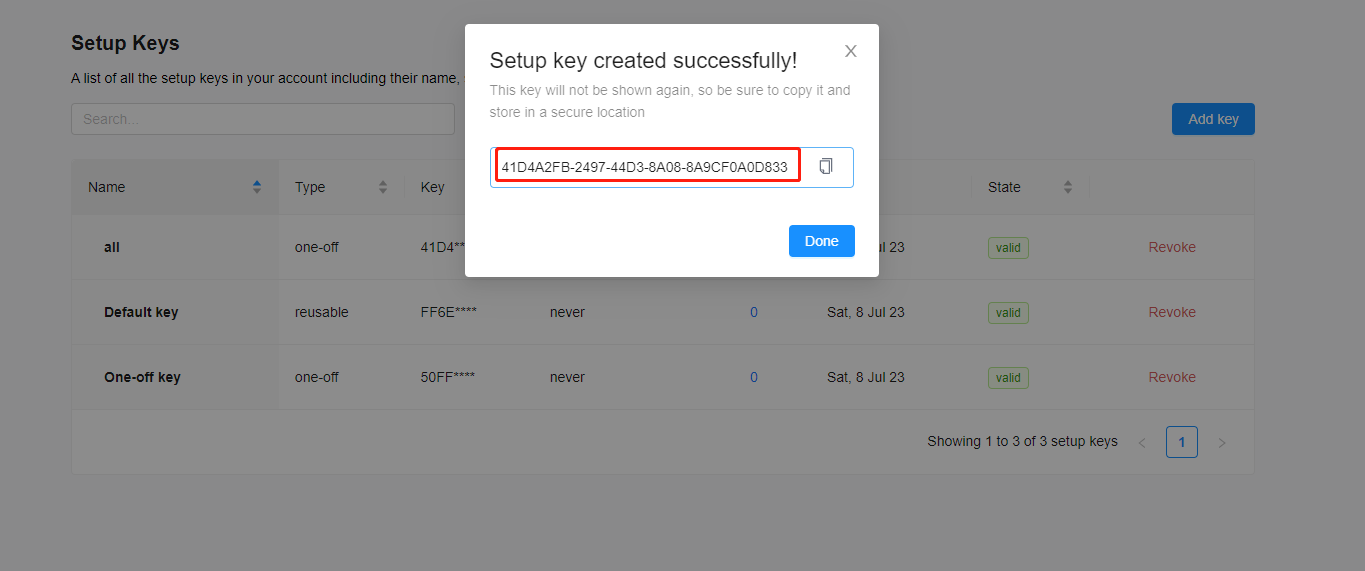 Setup Keys
A list of all the setup keys in your account including their name,
Search...
Add key
Setup key created successfully!
This key will not be shown again, so be sure to copy it and
store in a secure location
41D4A2FB-2497-44D3-8A08-8A9CF0A0D833
Done
Name Type Key State
all one-off 41D4** ul 23 valid Revoke
Default key reusable FF6E**** never 0 Sat, 8 Jul 23 valid Revoke
One-off key one-off 50FF**** never 0 Sat, 8 Jul 23 valid Revoke
Showing 1 to 3 of 3 setup keys < 1 >